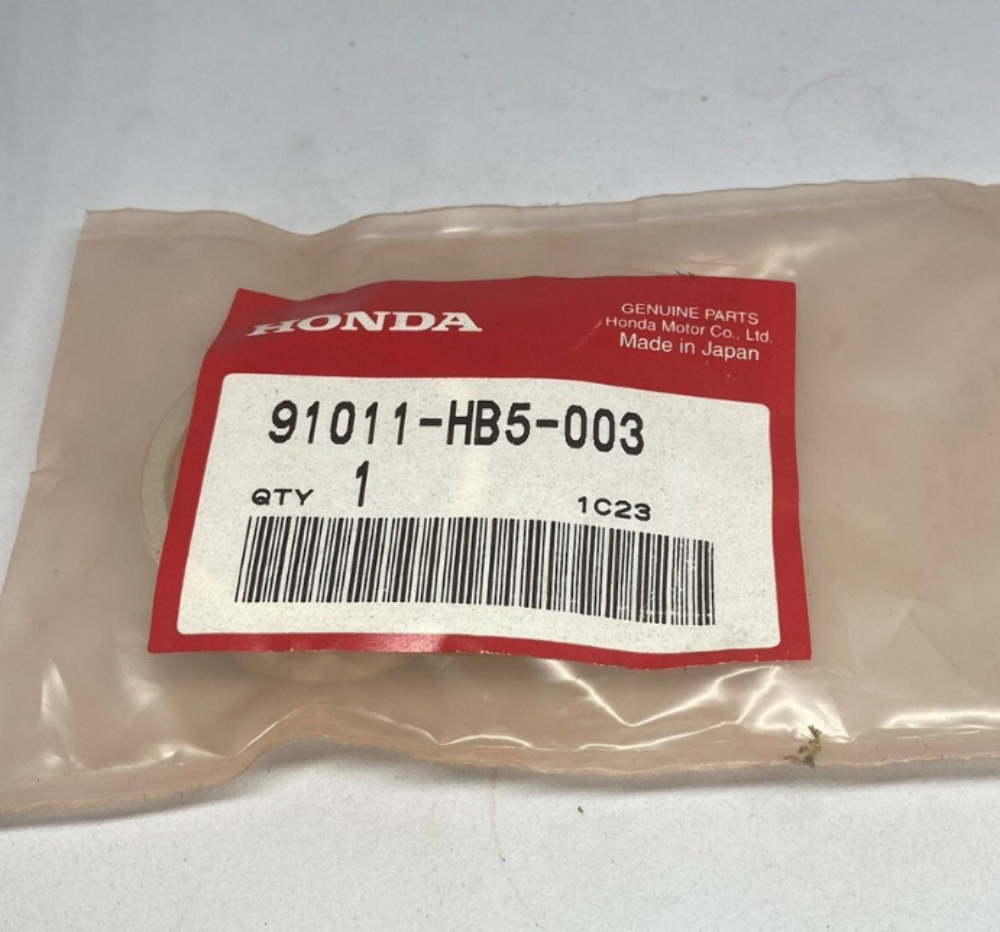 HONDA
GENUINE PARTS
Honda Motor Co., Ltd.
Made in Japan
91011-HB5-003
QTY 1 1C23